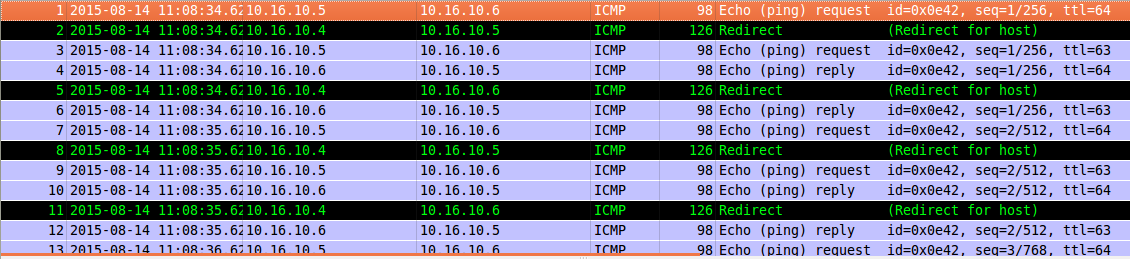 1 2015-08-14 11:08:34.62 10.16.10.5 10.16.10.6 ICMP 98 Echo (ping) request id=0x0e42, seq=1/256, ttl=64
2 2015-08-14 11:08:34.62 10.16.10.4 10.16.10.5 ICMP 126 Redirect (Redirect for host)
3 2015-08-14 11:08:34.62 10.16.10.5 10.16.10.6 ICMP 98 Echo (ping) request id=0x0e42, seq=1/256, ttl=63
4 2015-08-14 11:08:34.62 10.16.10.6 10.16.10.5 ICMP 98 Echo (ping) reply id=0x0e42, seq=1/256, ttl=64
5 2015-08-14 11:08:34.62 10.16.10.4 10.16.10.6 ICMP 126 Redirect (Redirect for host)
6 2015-08-14 11:08:34.62 10.16.10.6 10.16.10.5 ICMP 98 Echo (ping) reply id=0x0e42, seq=1/256, ttl=63
7 2015-08-14 11:08:35.62 10.16.10.5 10.16.10.6 ICMP 98 Echo (ping) request id=0x0e42, seq=2/512, ttl=64
8 2015-08-14 11:08:35.62 10.16.10.4 10.16.10.5 ICMP 126 Redirect (Redirect for host)
9 2015-08-14 11:08:35.62 10.16.10.5 10.16.10.6 ICMP 98 Echo (ping) request id=0x0e42, seq=2/512, ttl=63
10 2015-08-14 11:08:35.62 10.16.10.6 10.16.10.5 ICMP 98 Echo (ping) reply id=0x0e42, seq=2/512, ttl=64
11 2015-08-14 11:08:35.62 10.16.10.4 10.16.10.6 ICMP 126 Redirect (Redirect for host)
12 2015-08-14 11:08:35.62 10.16.10.6 10.16.10.5 ICMP 98 Echo (ping) reply id=0x0e42, seq=2/512, ttl=63
13 2015-08-14 11:08:36.62 10.16.10.5 10.16.10.6 ICMP 98 Echo (ping) request id=0x0e42, seq=3/768, ttl=64